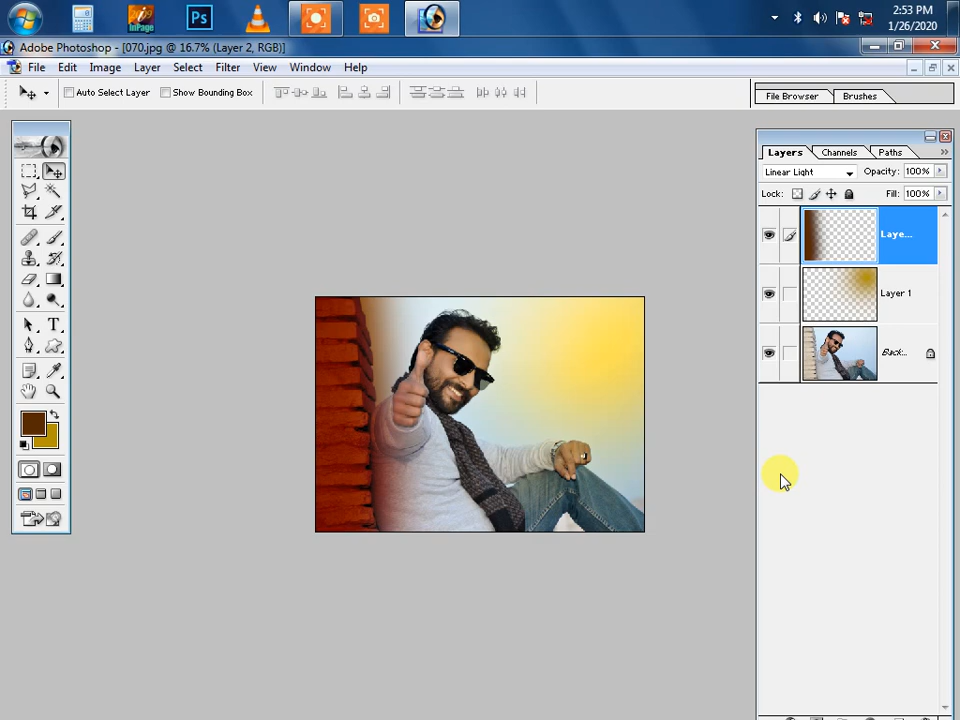 InPage
Ps
2:53 PM
1/26/2020
Adobe Photoshop - [070.jpg @ 16.7% (Layer 2, RGB)]
File Edit Image Layer Select Filter View Window Help
Auto Select Layer Show Bounding Box File Browser Brushes
Layers Channels Paths
Linear Light Opacity: 100%
Lock: Fill: 100%
Laye...
Layer 1
Back...
T